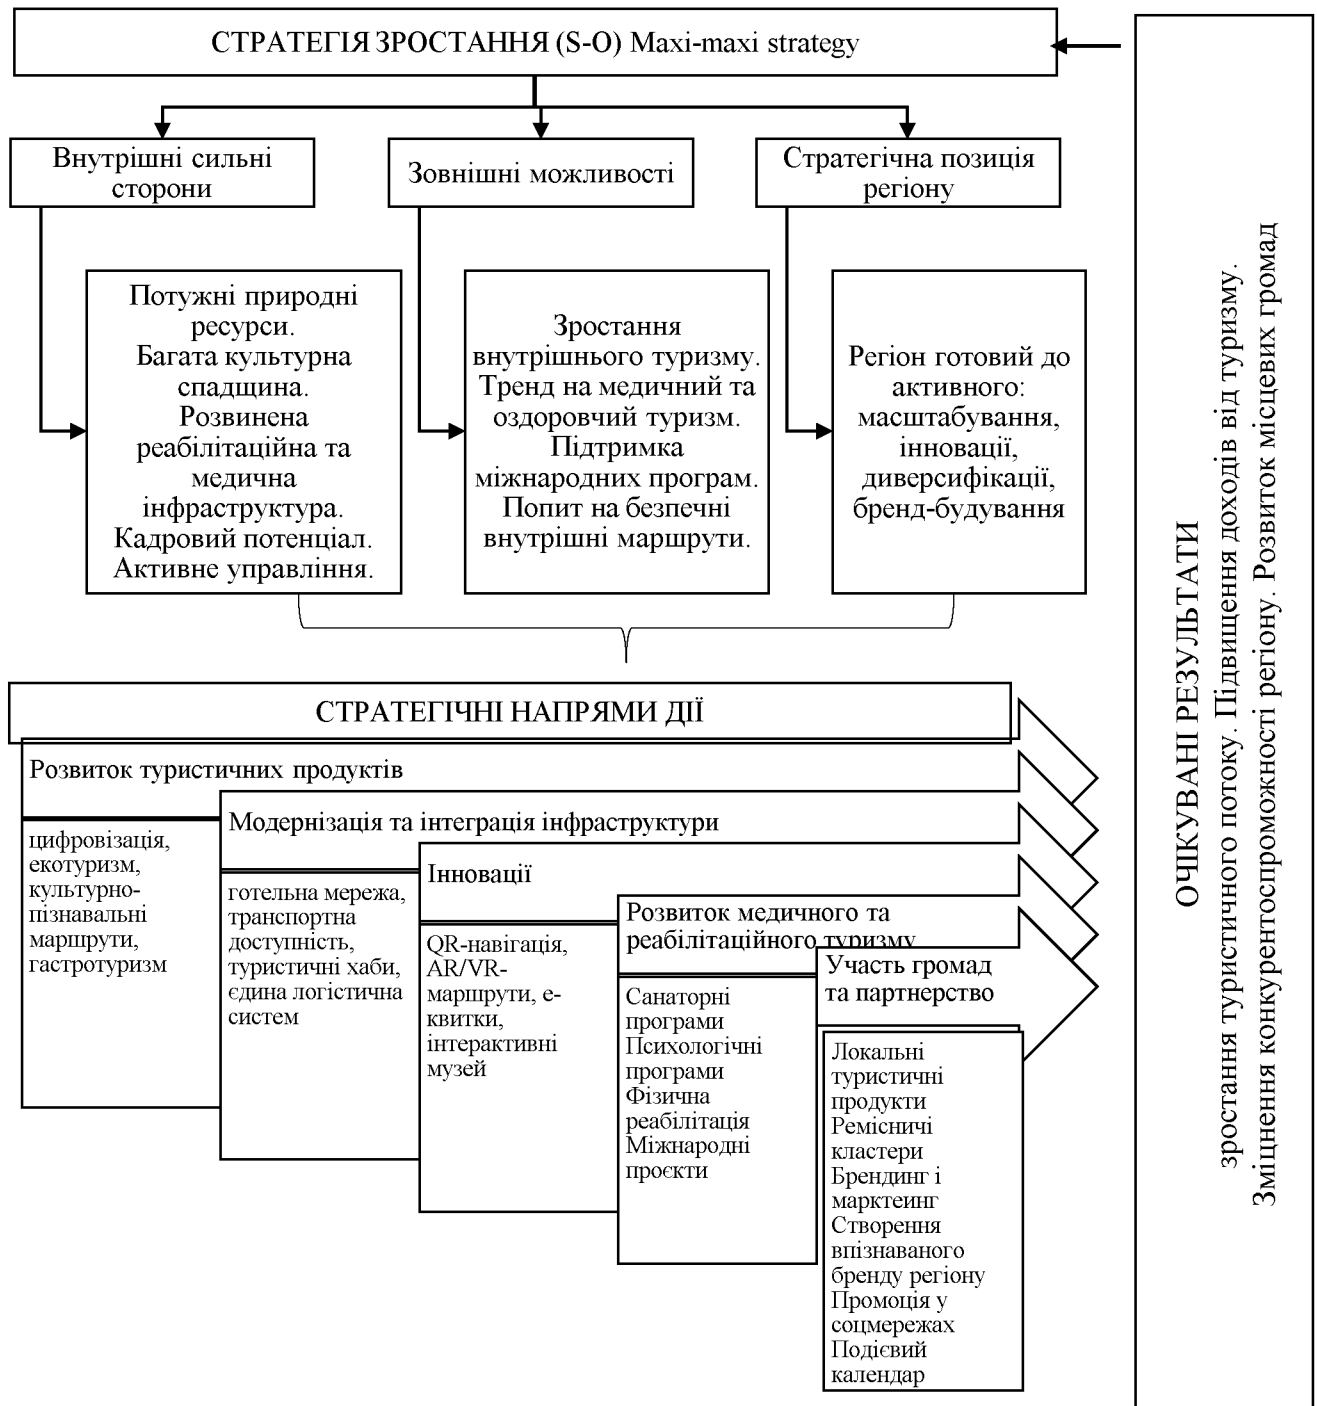 СТРАТЕГІЯ ЗРОСТАННЯ (S-O) Maxi-maxi strategy
Внутрішні сильні
сторони
Зовнішні можливості
Стратегічна позиція
регіону
Потужні природні
ресурси.
Багата культурна
спадщина.
Розвинена
реабілітаційна та
медична
інфраструктура.
Кадровий потенціал.
Активне управління.
Зростання
внутрішнього туризму.
Тренд на медичний та
оздоровчий туризм.
Підтримка
міжнародних програм.
Попит на безпечні
внутрішні маршрути.
Регіон готовий до
активного:
масштабування,
інновації,
диверсифікації,
бренд-будування
СТРАТЕГІЧНІ НАПРЯМИ ДІЇ
Розвиток туристичних продуктів
цифровізація,
екотуризм,
культурно-
пізнавальні
маршрути,
гастротуризм
Модернізація та інтеграція інфраструктури
готельна мережа,
транспортна
доступність,
туристичні хаби,
єдина логістична
систем
Інновації
QR-навігація,
AR/VR-
маршрути, е-
квитки,
інтерактивні
музей
Розвиток медичного та
реабілітаційного туризму
Санаторні
програми
Психологічні
програми
Фізична
реабілітація
Міжнародні
проєкти
Участь громад
та партнерство
Локальні
туристичні
продукти
Ремісничі
кластери
Брендинг і
марктеинг
Створення
впізнаваного
бренду регіону
Промоція у
соцмережах
Подієвий
календар
ОЧІКУВАНІ РЕЗУЛЬТАТИ
зростання туристичного потоку. Підвищення доходів від туризму.
Зміцнення конкурентоспроможності регіону. Розвиток місцевих громад